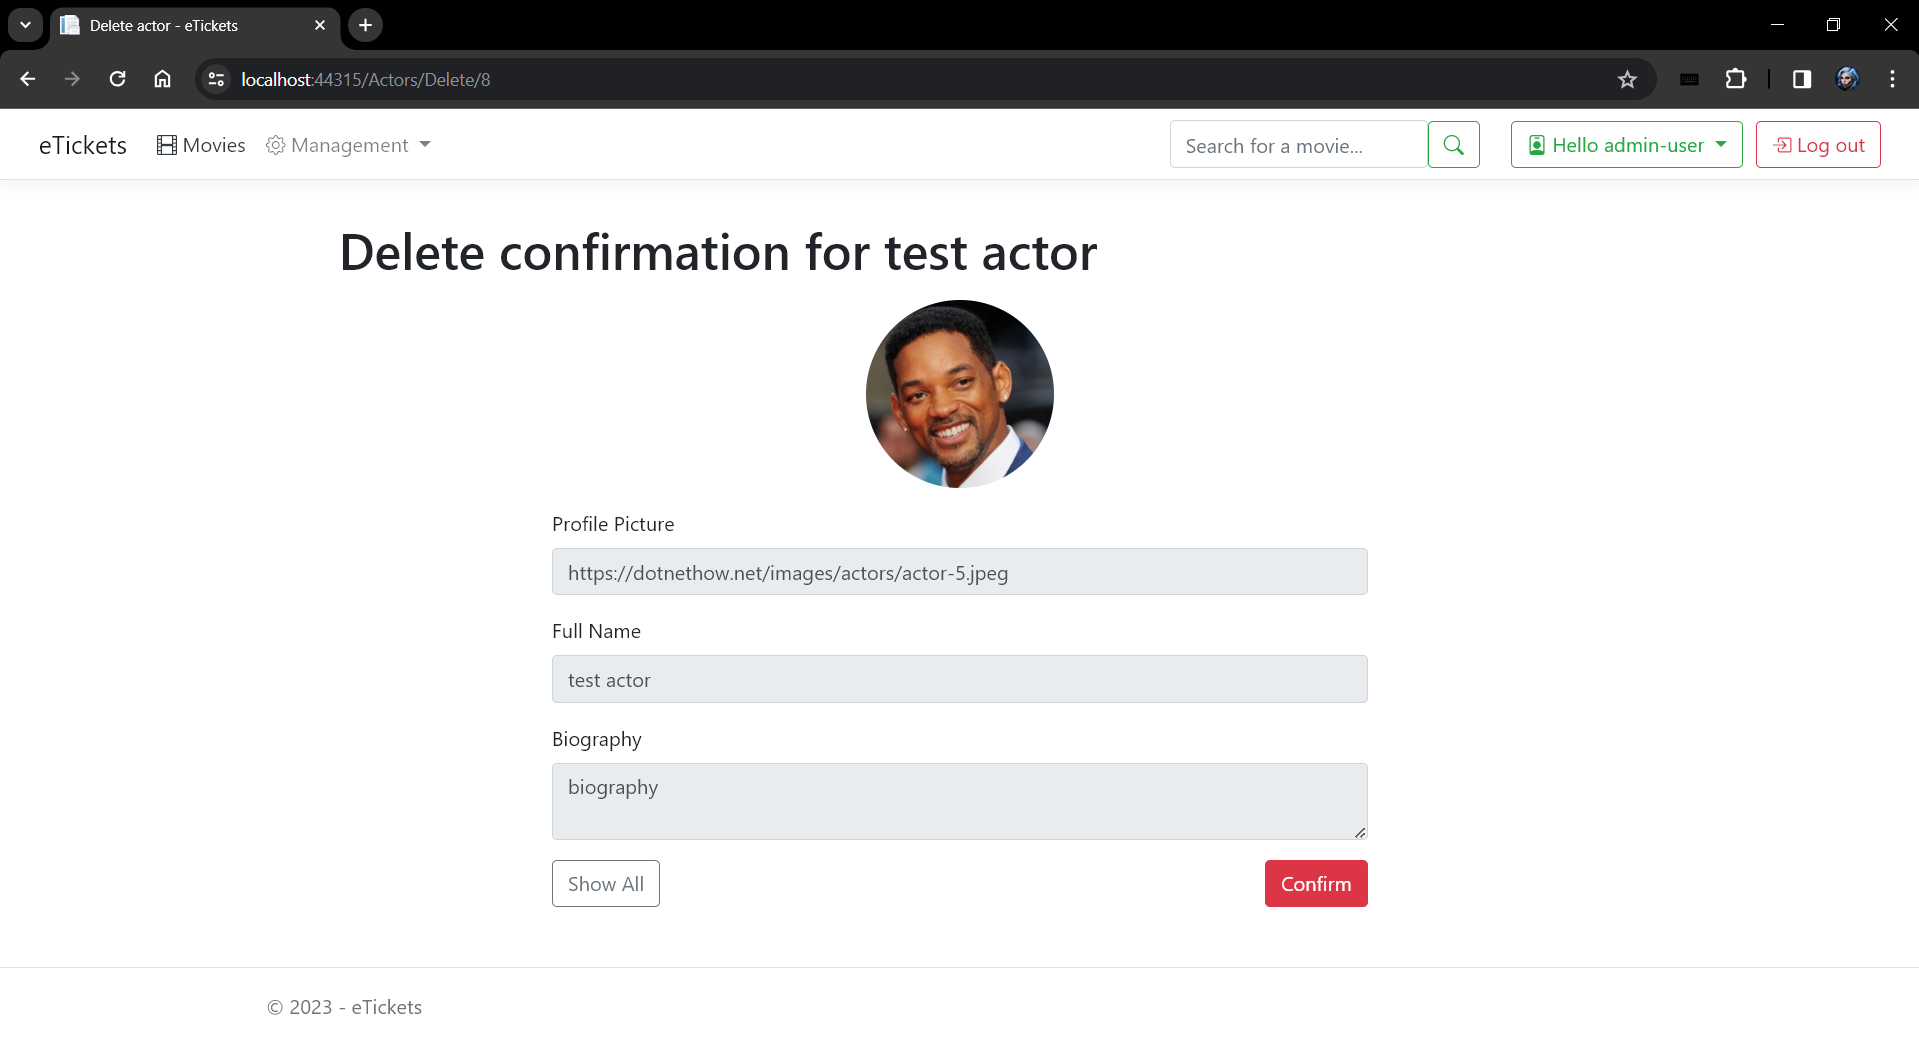 Delete actor - eTickets
localhost:44315/Actors/Delete/8
eTickets Movies Management Search for a movie... Hello admin-user Log out
Delete confirmation for test actor
Profile Picture
https://dotnethow.net/images/actors/actor-5.jpeg
Full Name
test actor
Biography
biography
Show All Confirm
© 2023 - eTickets